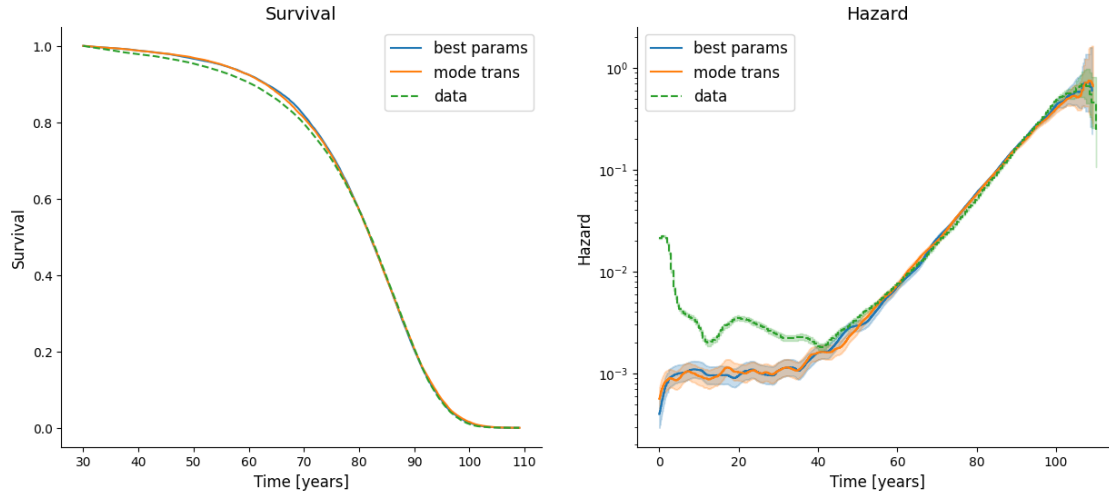 Survival
1.0
0.8
0.6
0.4
0.2
0.0
Survival
30 40 50 60 70 80 90 100 110
Time [years]
best params
mode trans
data
Hazard
10⁰
10⁻¹
10⁻²
10⁻³
Hazard
0 20 40 60 80 100
Time [years]
best params
mode trans
data